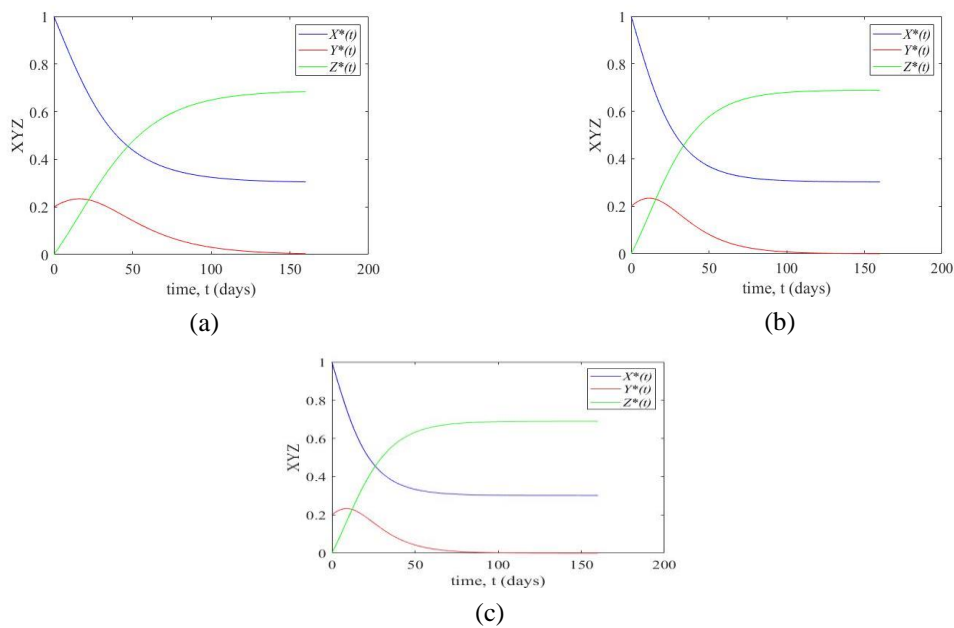 1
0.8
0.6
0.4
0.2
0
XYZ
0 50 100 150 200
time, t (days)
X*(t)
Y*(t)
Z*(t)
(a)
1
0.8
0.6
0.4
0.2
0
XYZ
0 50 100 150 200
time, t (days)
X*(t)
Y*(t)
Z*(t)
(b)
1
0.8
0.6
0.4
0.2
0
XYZ
0 50 100 150 200
time, t (days)
X*(t)
Y*(t)
Z*(t)
(c)